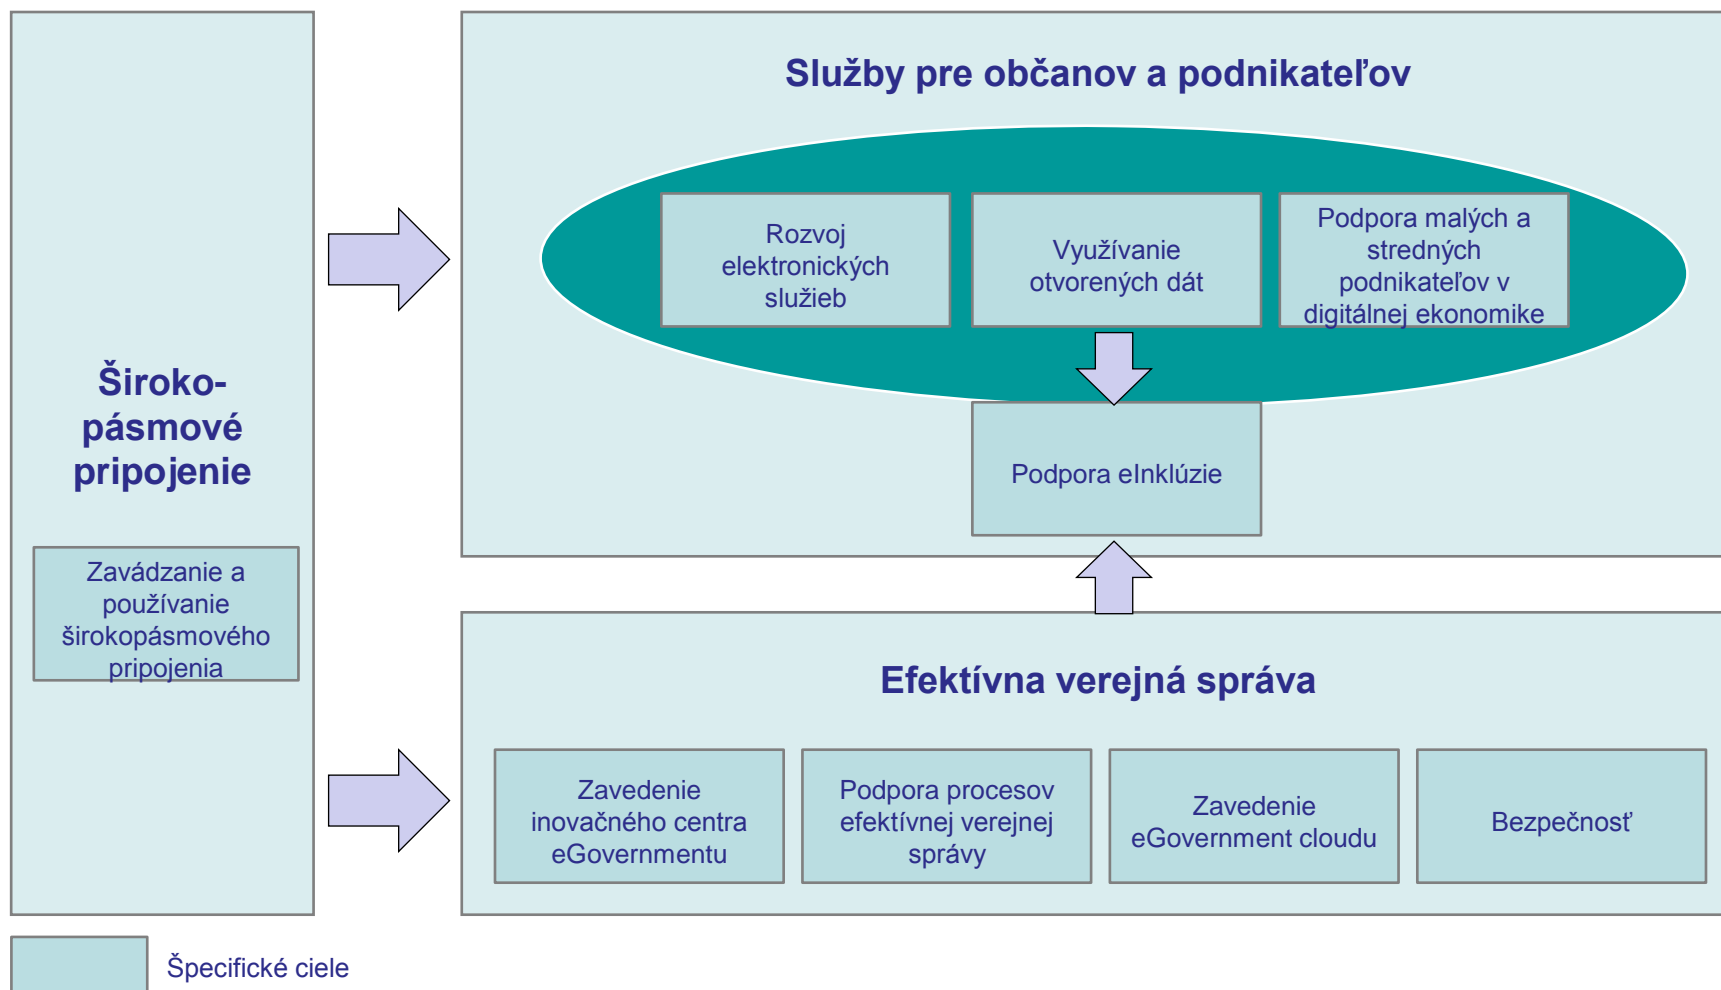 Široko-
pásmové
pripojenie
Zavádzanie a
používanie
širokopásmového
pripojenia
Služby pre občanov a podnikateľov
Rozvoj
elektronických
služieb
Využívanie
otvorených dát
Podpora malých a
stredných
podnikateľov v
digitálnej ekonomike
Podpora eInklúzie
Efektívna verejná správa
Zavedenie
inovačného centra
eGovernmentu
Podpora procesov
efektívnej verejnej
správy
Zavedenie
eGovernment cloudu
Bezpečnosť
Špecifické ciele